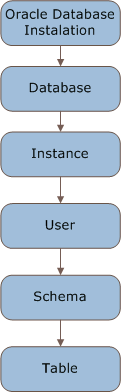 Oracle Database
Instalation
Database
Instance
User
Schema
Table